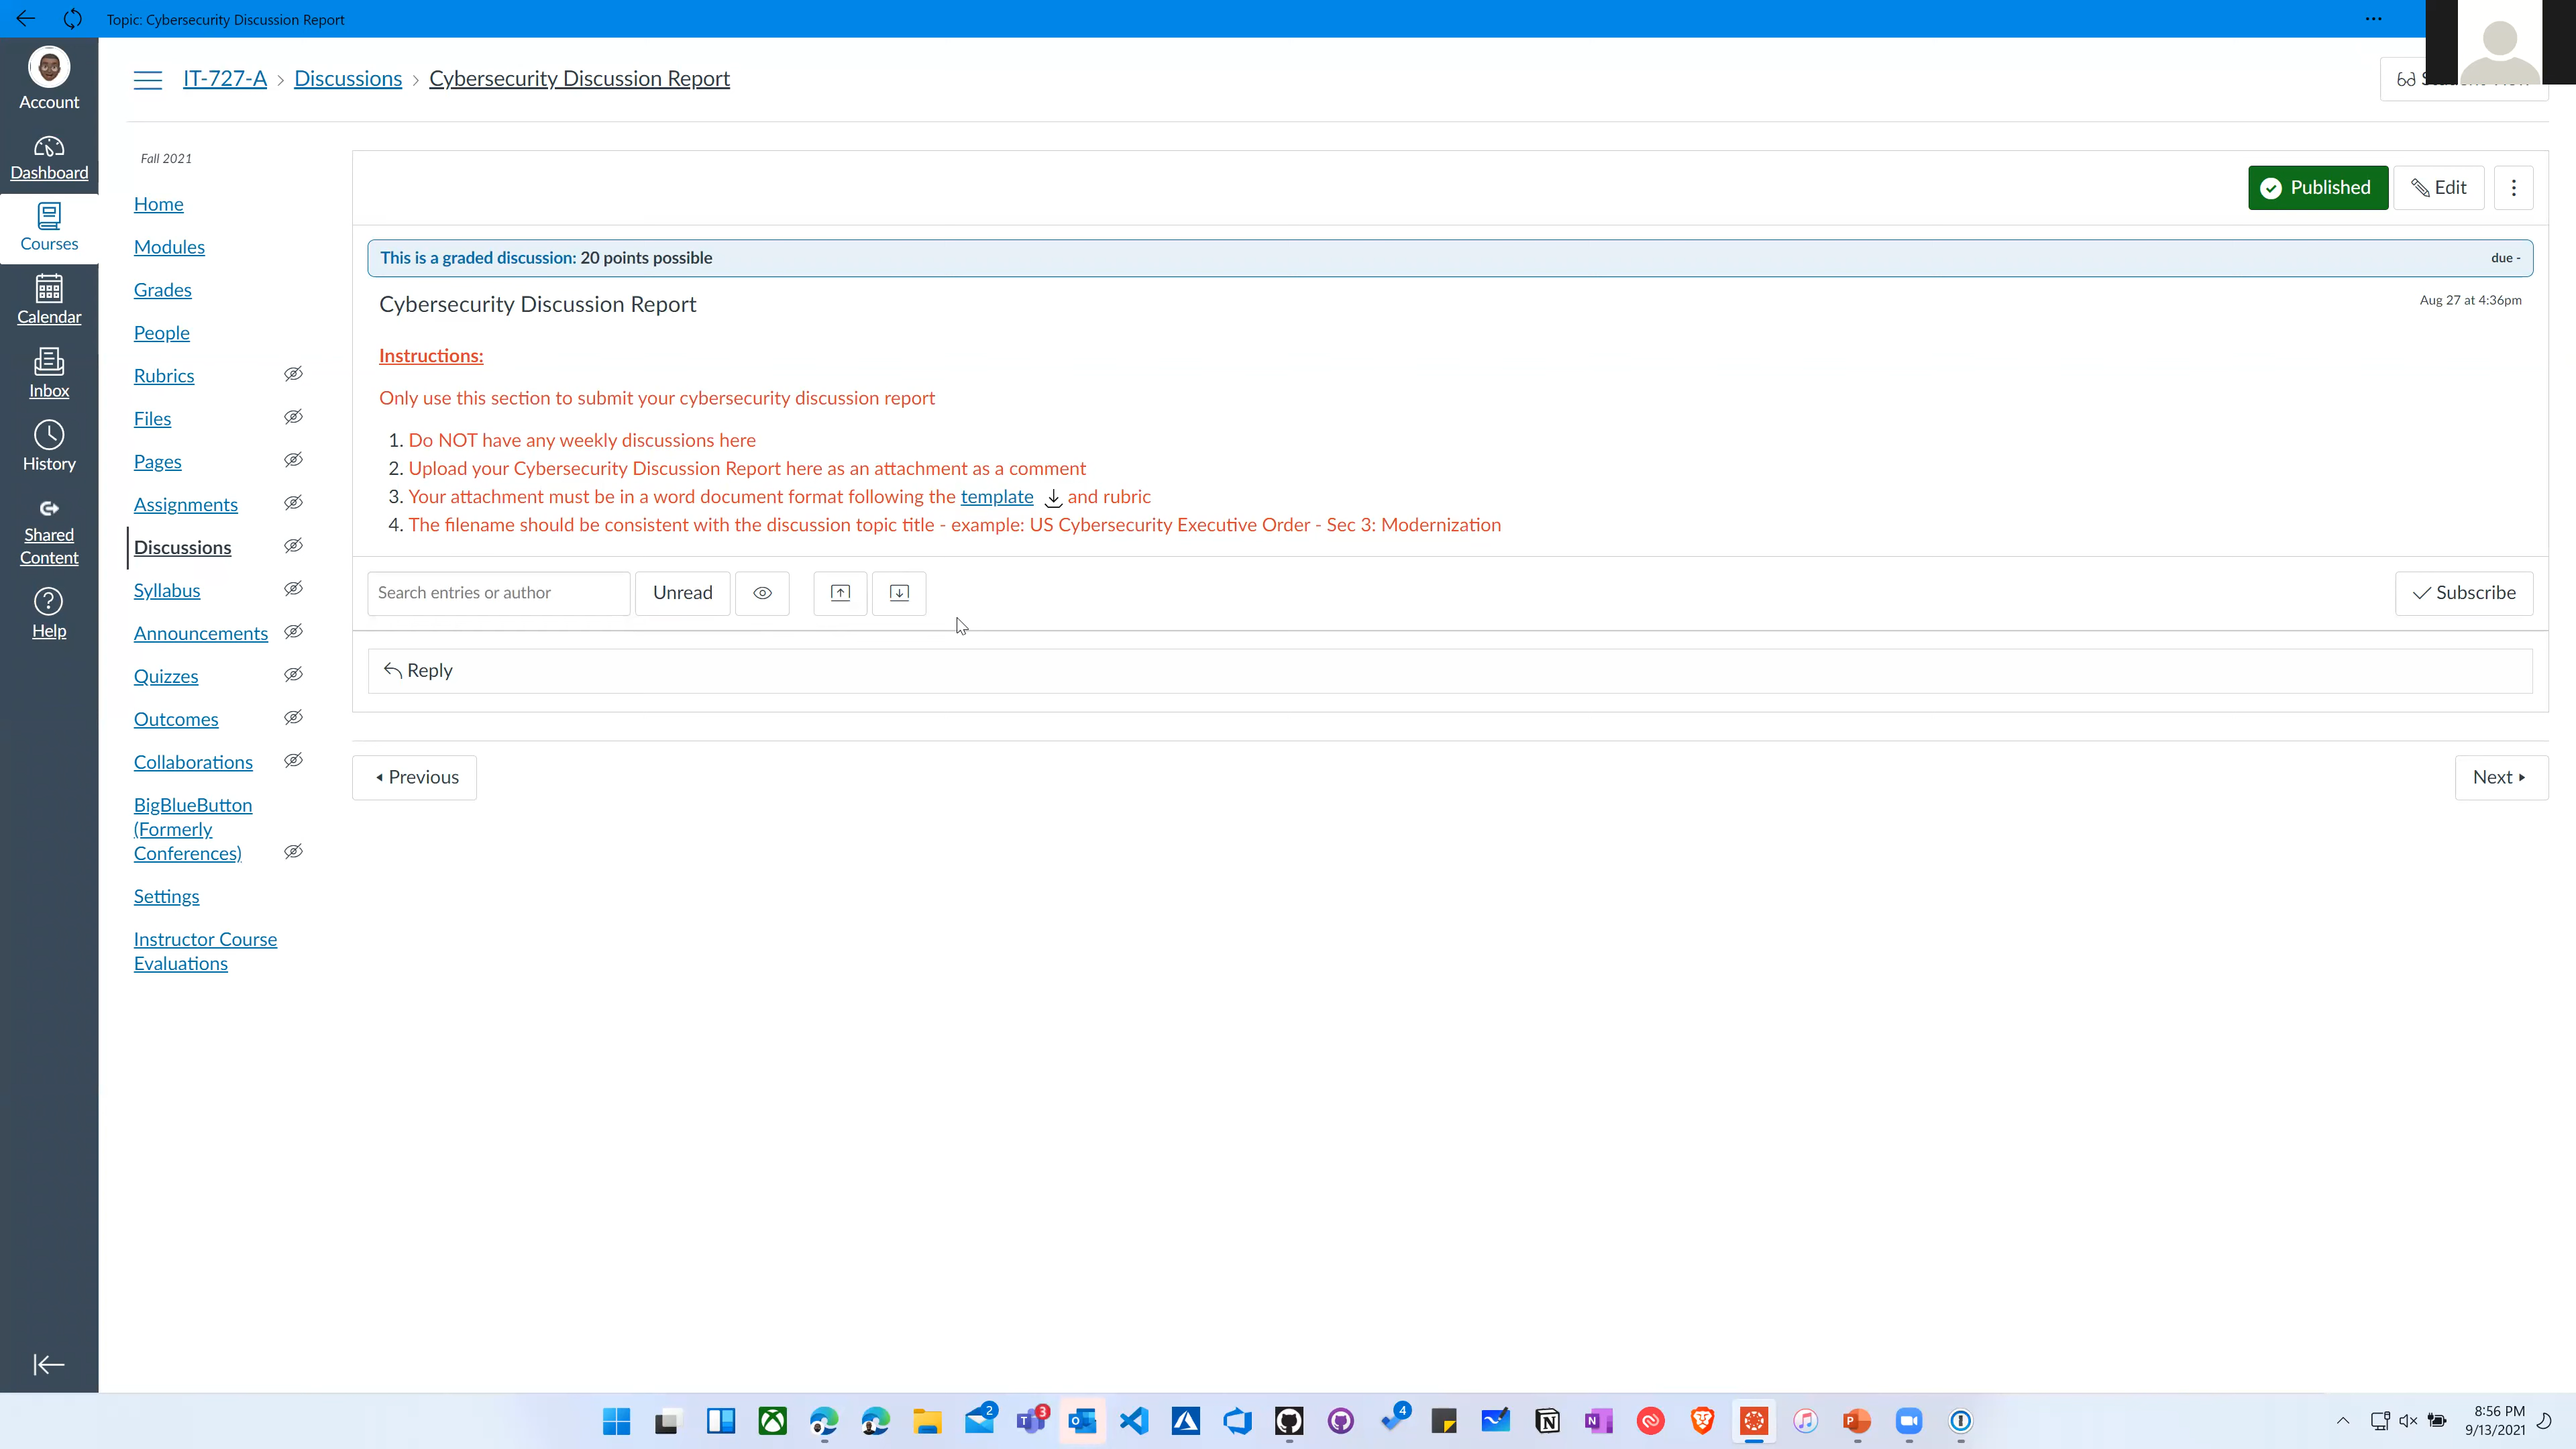 Topic: Cybersecurity Discussion Report
Account
Dashboard
Courses
Calendar
Inbox
History
Shared
Content
Help
IT-727-A › Discussions › Cybersecurity Discussion Report
Fall 2021
Home
Modules
Grades
People
Rubrics
Files
Pages
Assignments
Discussions
Syllabus
Announcements
Quizzes
Outcomes
Collaborations
BigBlueButton
(Formerly
Conferences)
Settings
Instructor Course
Evaluations
Published
Edit
This is a graded discussion: 20 points possible
due -
Cybersecurity Discussion Report
Aug 27 at 4:36pm
Instructions:
Only use this section to submit your cybersecurity discussion report
1. Do NOT have any weekly discussions here
2. Upload your Cybersecurity Discussion Report here as an attachment as a comment
3. Your attachment must be in a word document format following the template and rubric
4. The filename should be consistent with the discussion topic title - example: US Cybersecurity Executive Order - Sec 3: Modernization
Search entries or author
Unread
Subscribe
Reply
Previous
Next
2
3
4
8:56 PM
9/13/2021